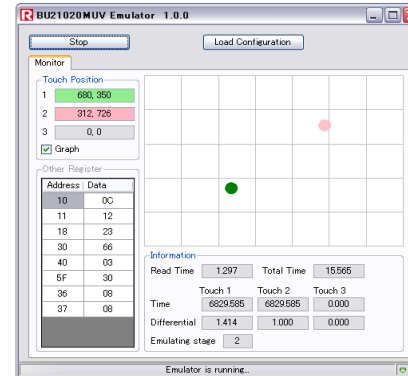 BU21020MUV Emulator 1.0.0
Stop
Load Configuration
Monitor
Touch Position
1 680, 350
2 312, 726
3 0, 0
Graph
Other Register
Address Data
10 0C
11 12
18 23
30 66
40 03
5F 30
36 08
37 08
Information
Read Time 1.297 Total Time 15.565
Touch 1 Touch 2 Touch 3
Time 6829.585 6829.585 0.000
Differential 1.414 1.000 0.000
Emulating stage 2
Emulator is running..